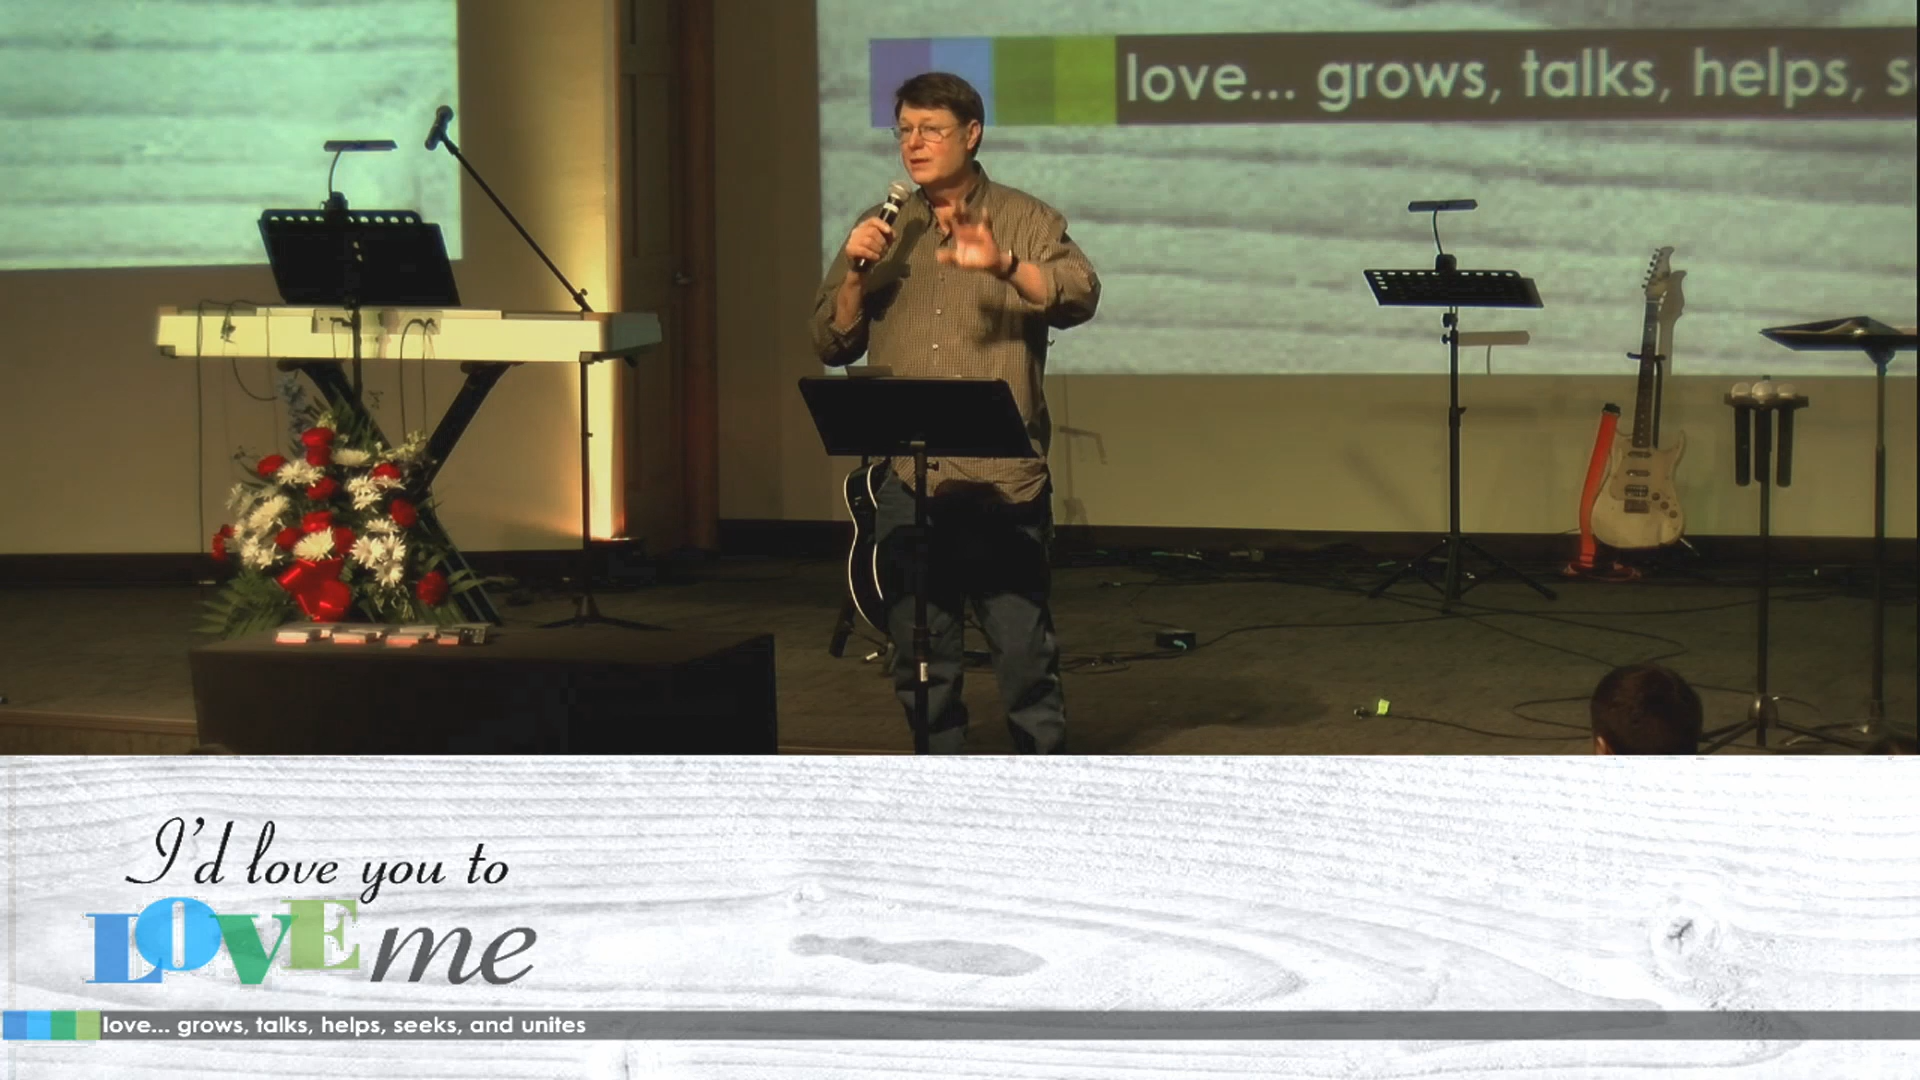 love... grows, talks, helps, s
I'd love you to
LOVE me
love... grows, talks, helps, seeks, and unites